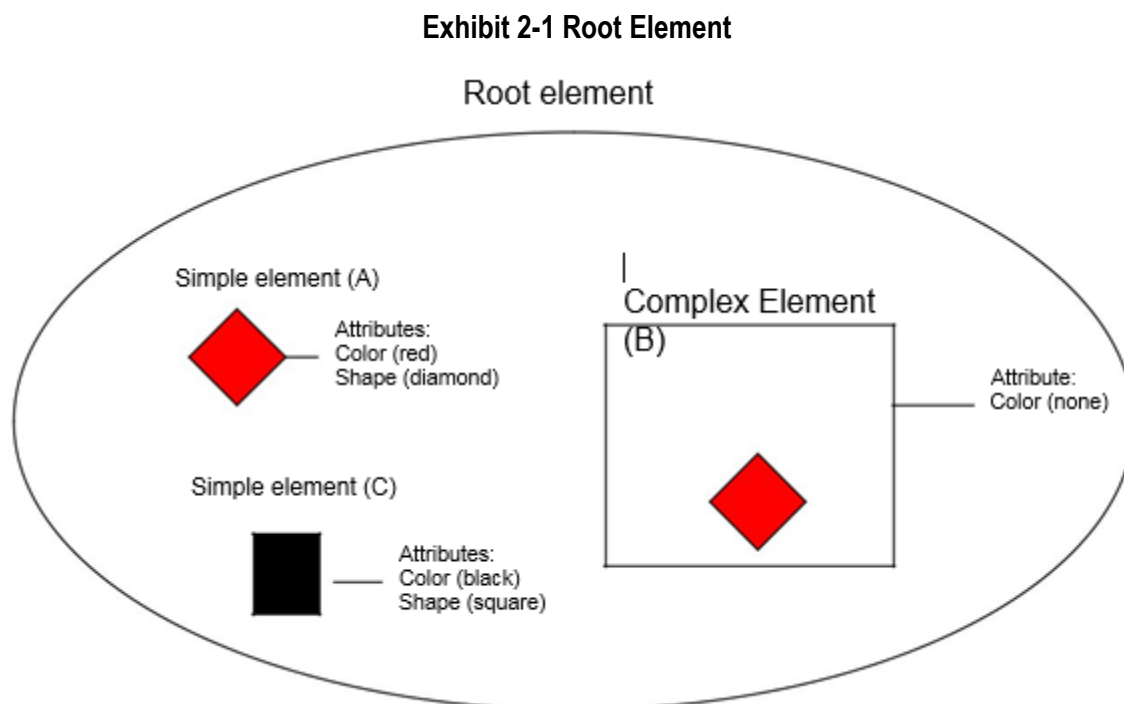 Exhibit 2-1 Root Element
Root element
Simple element (A)
Attributes:
Color (red)
Shape (diamond)
Complex Element
(B)
Attribute:
Color (none)
Simple element (C)
Attributes:
Color (black)
Shape (square)